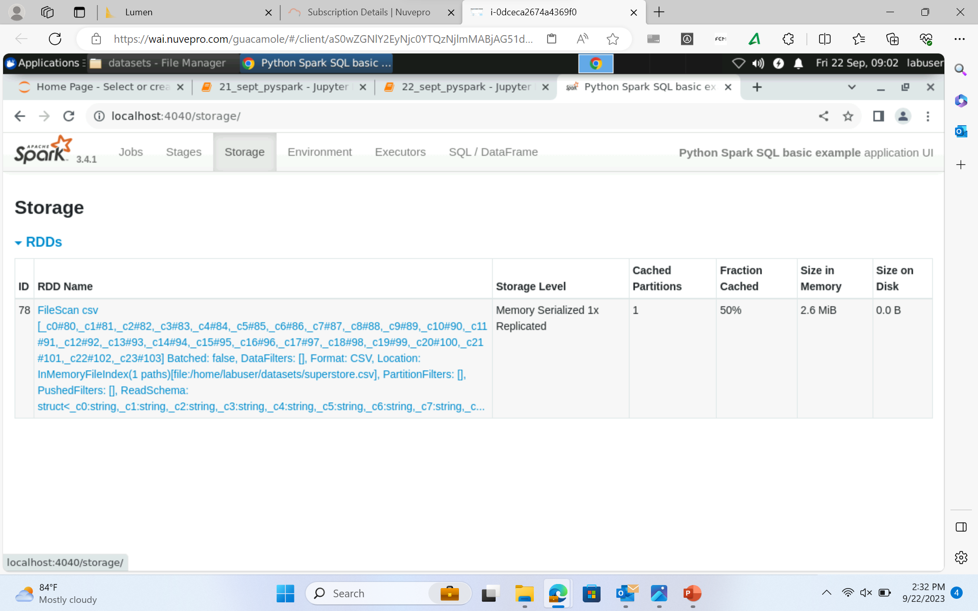 Lumen
Subscription Details | Nuvepro
i-0dceca2674a4369f0
https://wai.nuvepro.com/guacamole/#/client/aS0wZGNlY2EyNjc0YTQzNjlmMABjAG51d...
Applications
datasets - File Manager
Python Spark SQL basic ...
Fri 22 Sep, 09:02
labuser
Home Page - Select or crea
21_sept_pyspark - Jupyter
22_sept_pyspark - Jupyter
Python Spark SQL basic ex
localhost:4040/storage/
APACHE
Spark 3.4.1
Jobs
Stages
Storage
Environment
Executors
SQL / DataFrame
Python Spark SQL basic example application UI
Storage
RDDs
ID
RDD Name
Storage Level
Cached
Partitions
Fraction
Cached
Size in
Memory
Size on
Disk
78
FileScan csv
[_c0#80,_c1#81,_c2#82,_c3#83,_c4#84,_c5#85,_c6#86,_c7#87,_c8#88,_c9#89,_c10#90,_c11
#91,_c12#92,_c13#93,_c14#94,_c15#95,_c16#96,_c17#97,_c18#98,_c19#99,_c20#100,_c21
#101,_c22#102,_c23#103] Batched: false, DataFilters: [], Format: CSV, Location:
InMemoryFileIndex(1 paths)[file:/home/labuser/datasets/superstore.csv], PartitionFilters: [],
PushedFilters: [], ReadSchema:
struct<_c0:string,_c1:string,_c2:string,_c3:string,_c4:string,_c5:string,_c6:string,_c7:string,_c...
Memory Serialized 1x
Replicated
1
50%
2.6 MiB
0.0 B
localhost:4040/storage/
84°F
Mostly cloudy
Search
2:32 PM
9/22/2023
4